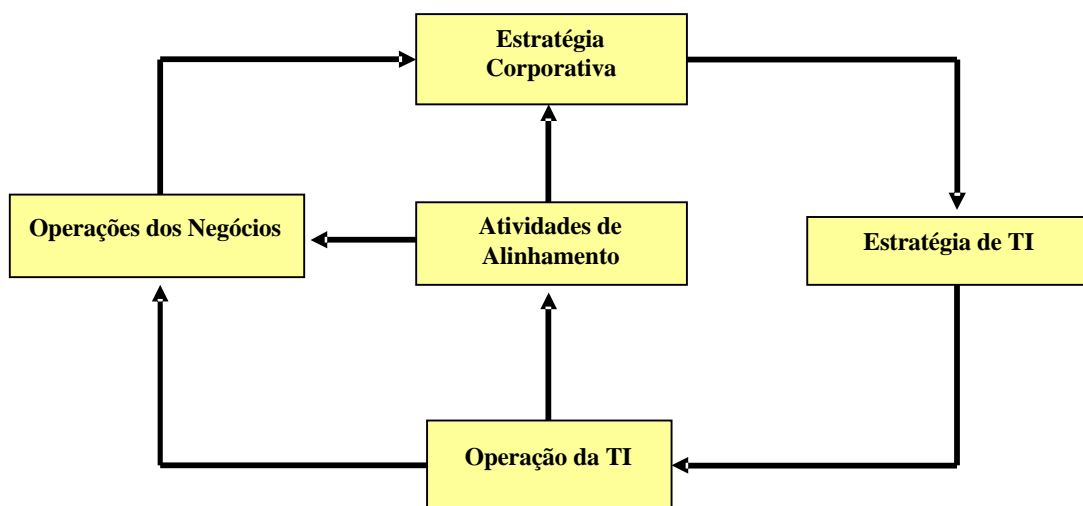 Estratégia
Corporativa
Operações dos Negócios
Atividades de
Alinhamento
Estratégia de TI
Operação da TI